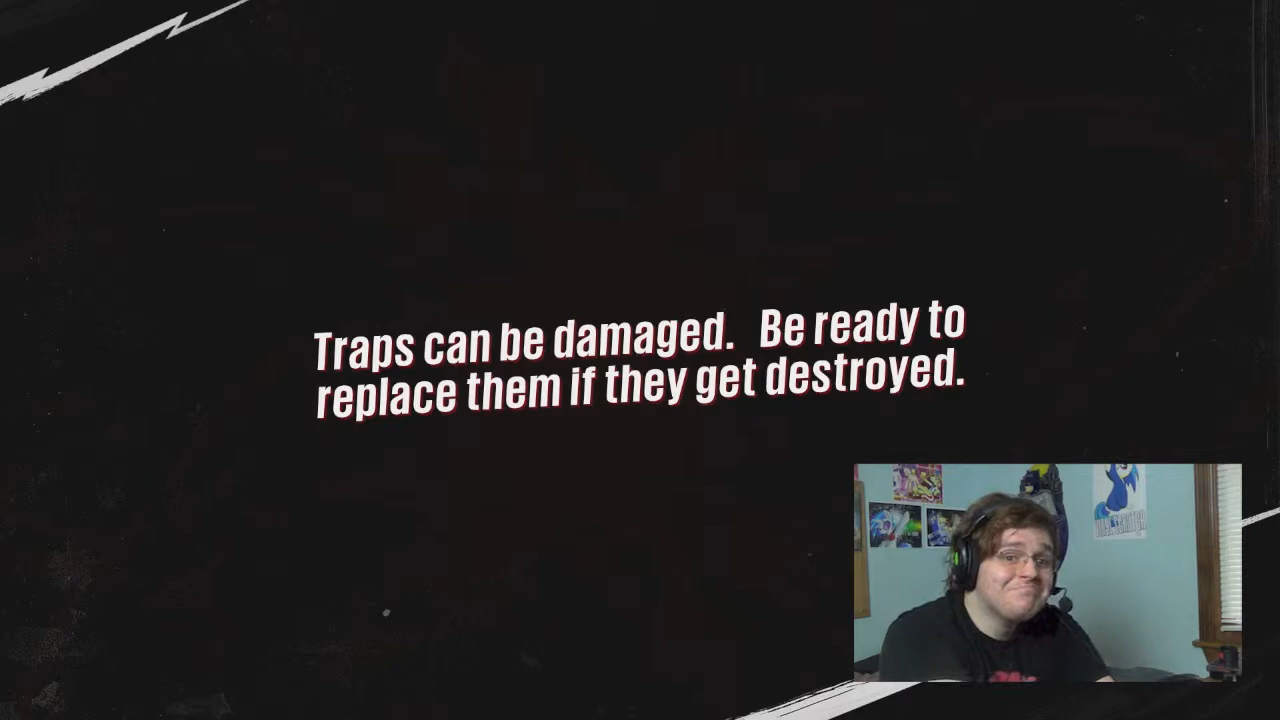 Traps can be damaged. Be ready to
replace them if they get destroyed.